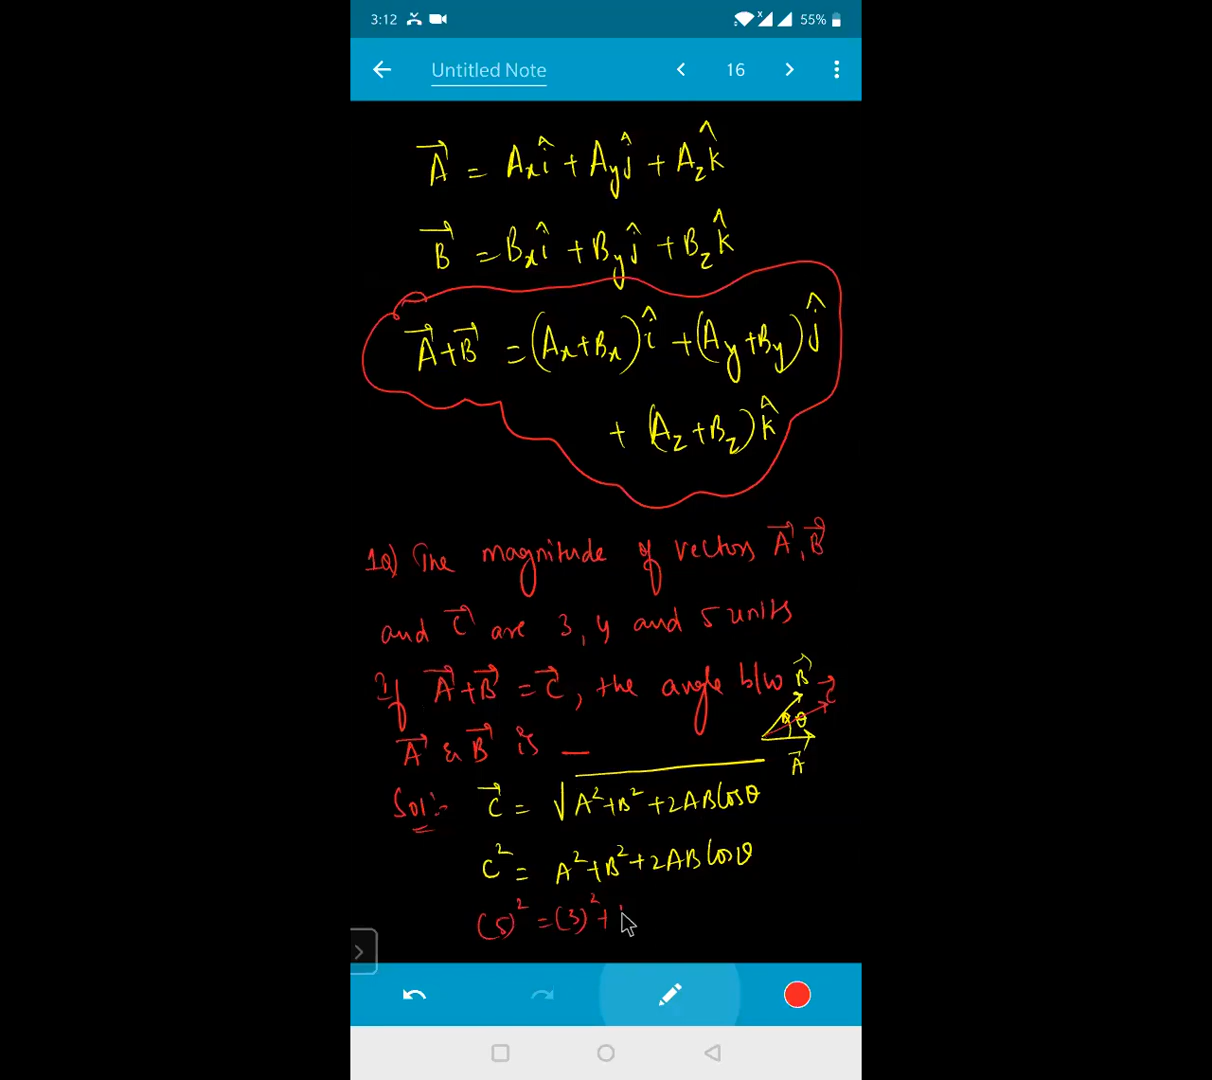 3:12 55%
Untitled Note 16
A⃗ = Axî + Ayĵ + Azk̂
B⃗ = Bxî + Byĵ + Bzk̂
A⃗+B⃗ = (Ax+Bx)î + (Ay+By)ĵ
+ (Az+Bz)k̂
1Q) The magnitude of vectors A⃗, B⃗
and C⃗ are 3, 4 and 5 units
If A⃗+B⃗ = C⃗, the angle b/w
A⃗ & B⃗ is _
B⃗ C⃗
θ
A⃗
Sol:- C⃗ = √A²+B²+2ABCosθ
C² = A²+B²+2ABCosθ
(5)² = (3)² +